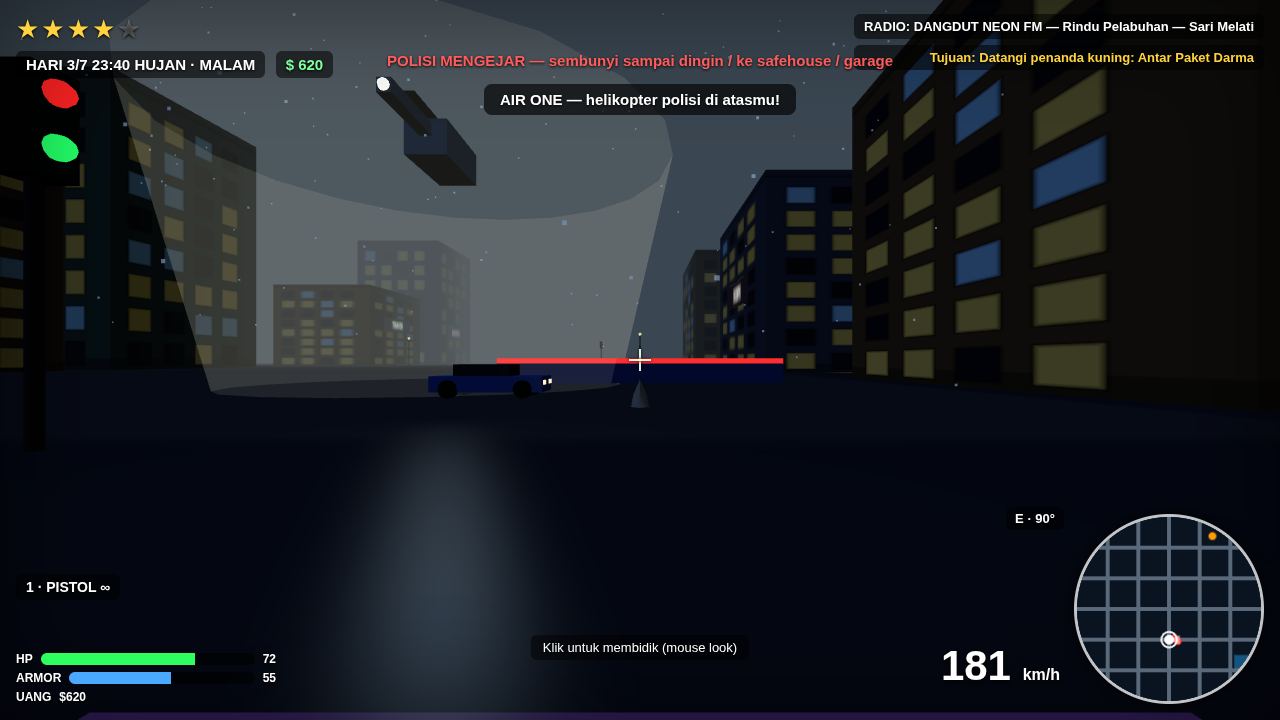 ★★★★★
HARI 3/7 23:40 HUJAN · MALAM
$ 620
POLISI MENGEJAR — sembunyi sampai dingin / ke safehouse / garage
AIR ONE — helikopter polisi di atasmu!
RADIO: DANGDUT NEON FM — Rindu Pelabuhan — Sari Melati
Tujuan: Datangi penanda kuning: Antar Paket Darma
E · 90°
1 · PISTOL ∞
Klik untuk membidik (mouse look)
HP 72
ARMOR 55
UANG $620
181 km/h